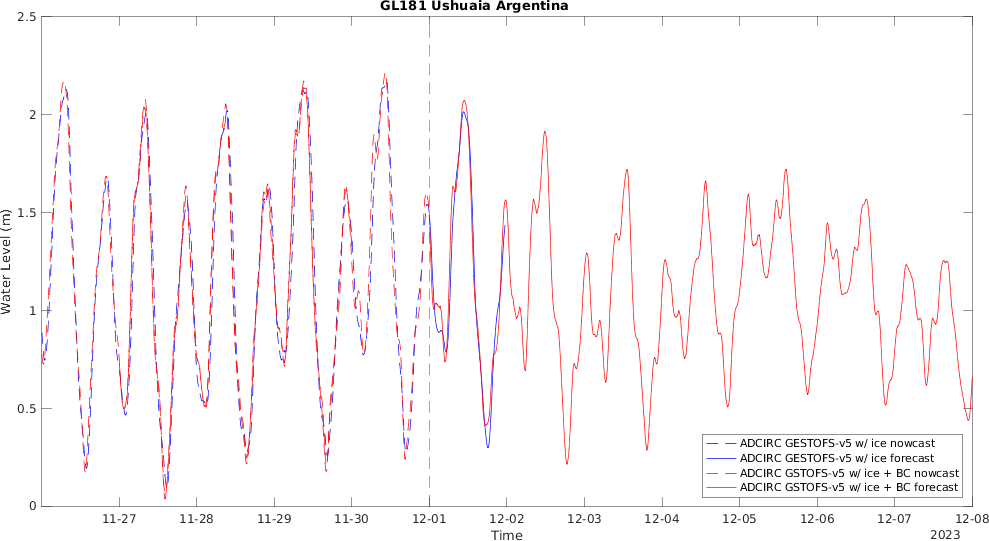 GL181 Ushuaia Argentina
Water Level (m)
2.5
2
1.5
1
0.5
0
11-27 11-28 11-29 11-30 12-01 12-02 12-03 12-04 12-05 12-06 12-07 12-08
Time
2023
ADCIRC GESTOFS-v5 w/ ice nowcast
ADCIRC GESTOFS-v5 w/ ice forecast
ADCIRC GSTOFS-v5 w/ ice + BC nowcast
ADCIRC GSTOFS-v5 w/ ice + BC forecast